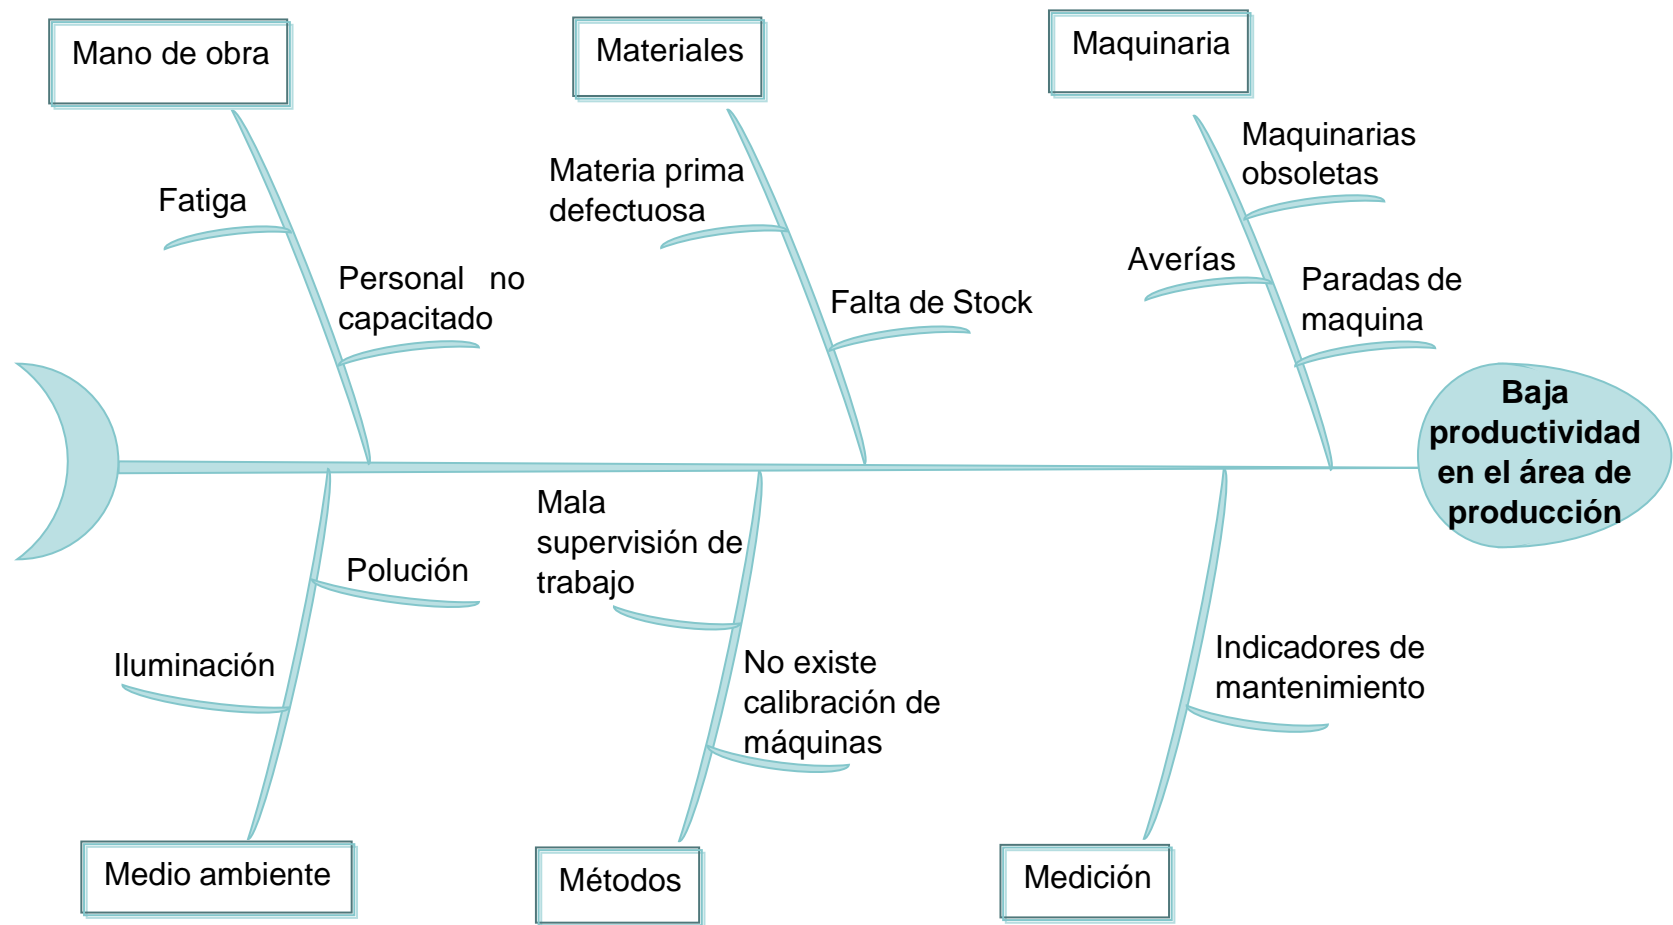 Mano de obra
Materiales
Maquinaria
Fatiga
Personal no
capacitado
Materia prima
defectuosa
Falta de Stock
Maquinarias
obsoletas
Averías
Paradas de
maquina
Baja
productividad
en el área de
producción
Polución
Iluminación
Mala
supervisión de
trabajo
No existe
calibración de
máquinas
Indicadores de
mantenimiento
Medio ambiente
Métodos
Medición